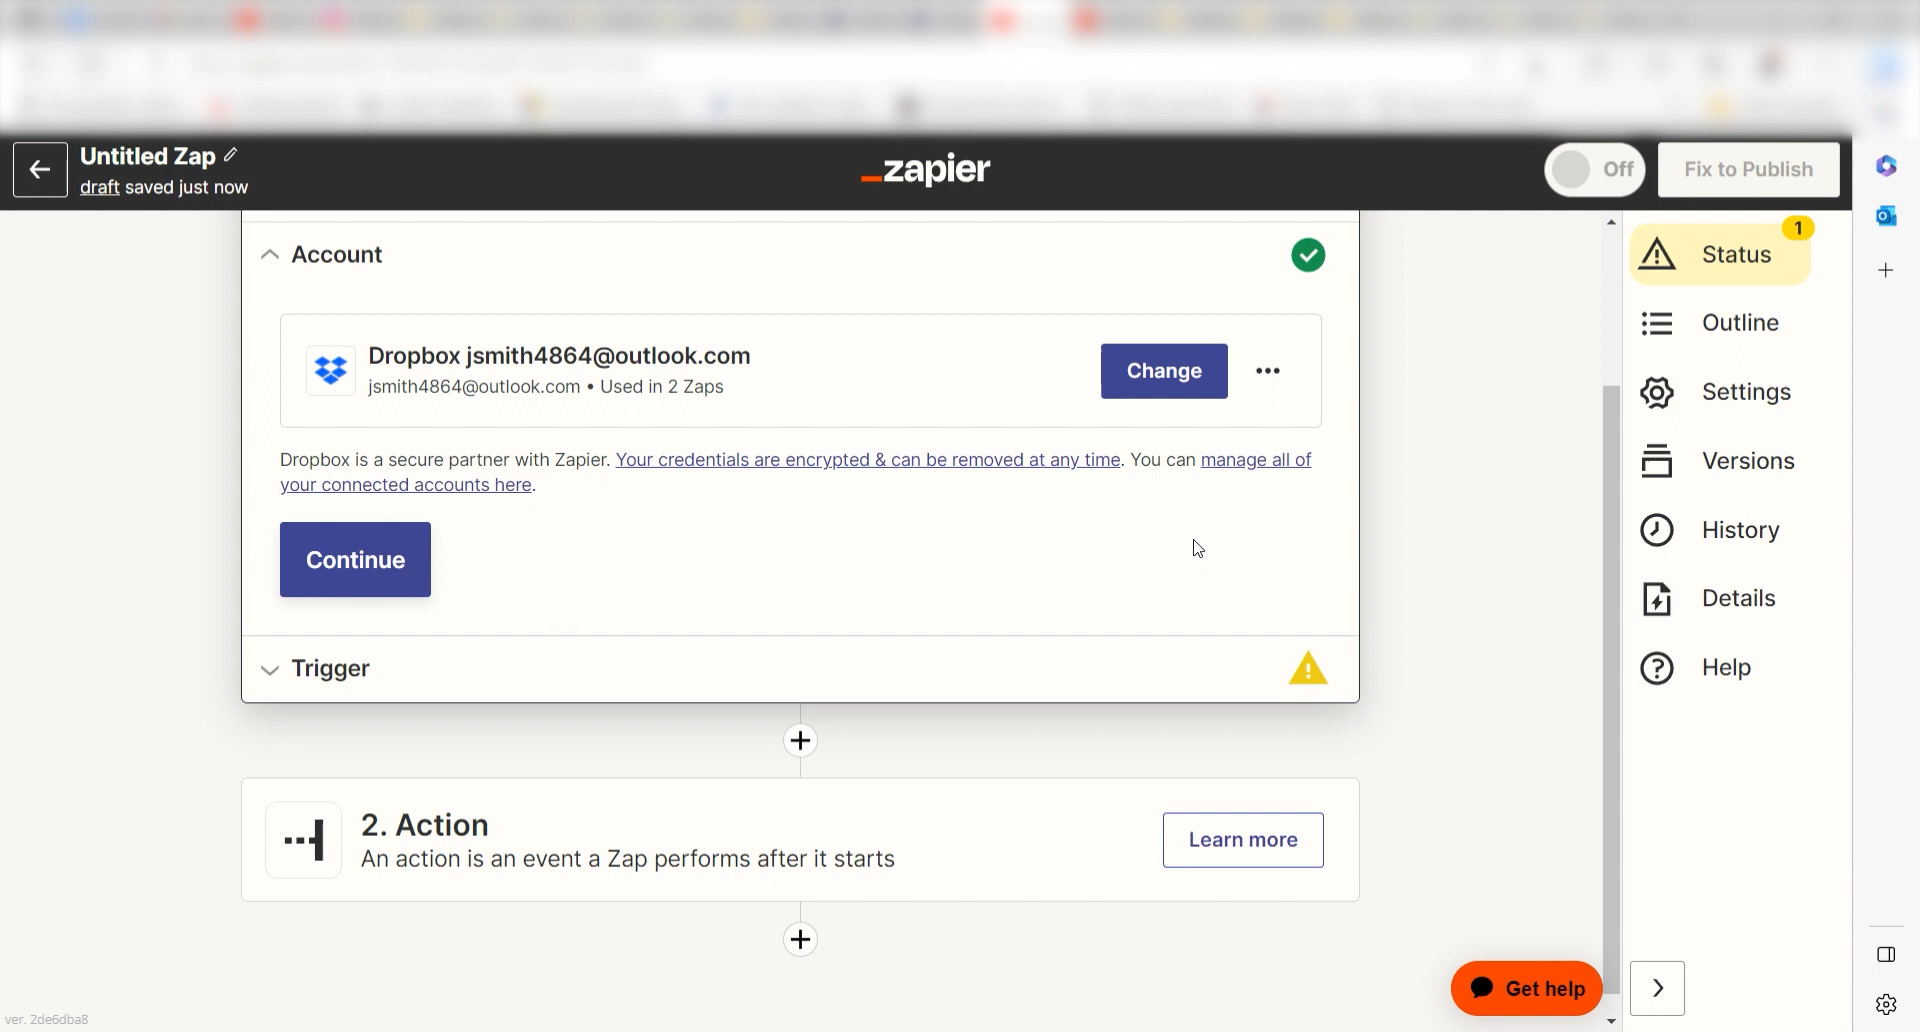 Untitled Zap
draft saved just now
zapier
Off
Fix to Publish
Account
Dropbox jsmith4864@outlook.com
jsmith4864@outlook.com • Used in 2 Zaps
Change
Dropbox is a secure partner with Zapier. Your credentials are encrypted & can be removed at any time. You can manage all of
your connected accounts here.
Continue
Trigger
2. Action
An action is an event a Zap performs after it starts
Learn more
1
Status
Outline
Settings
Versions
History
Details
Help
Get help
ver. 2de6dba8